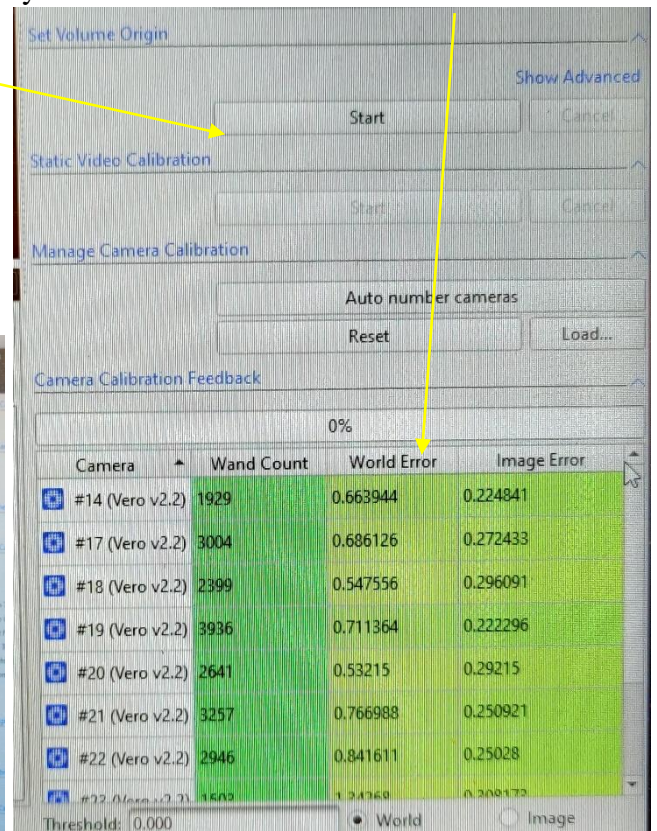 Set Volume Origin
Show Advanced
Start Cancel
Static Video Calibration
Start Cancel
Manage Camera Calibration
Auto number cameras
Reset Load...
Camera Calibration Feedback
0%
Camera Wand Count World Error Image Error
#14 (Vero v2.2) 1929 0.663944 0.224841
#17 (Vero v2.2) 3004 0.686126 0.272433
#18 (Vero v2.2) 2399 0.547556 0.296091
#19 (Vero v2.2) 3936 0.711364 0.222296
#20 (Vero v2.2) 2641 0.53215 0.29215
#21 (Vero v2.2) 3257 0.766988 0.250921
#22 (Vero v2.2) 2946 0.841611 0.25028
Threshold: 0.000 World Image